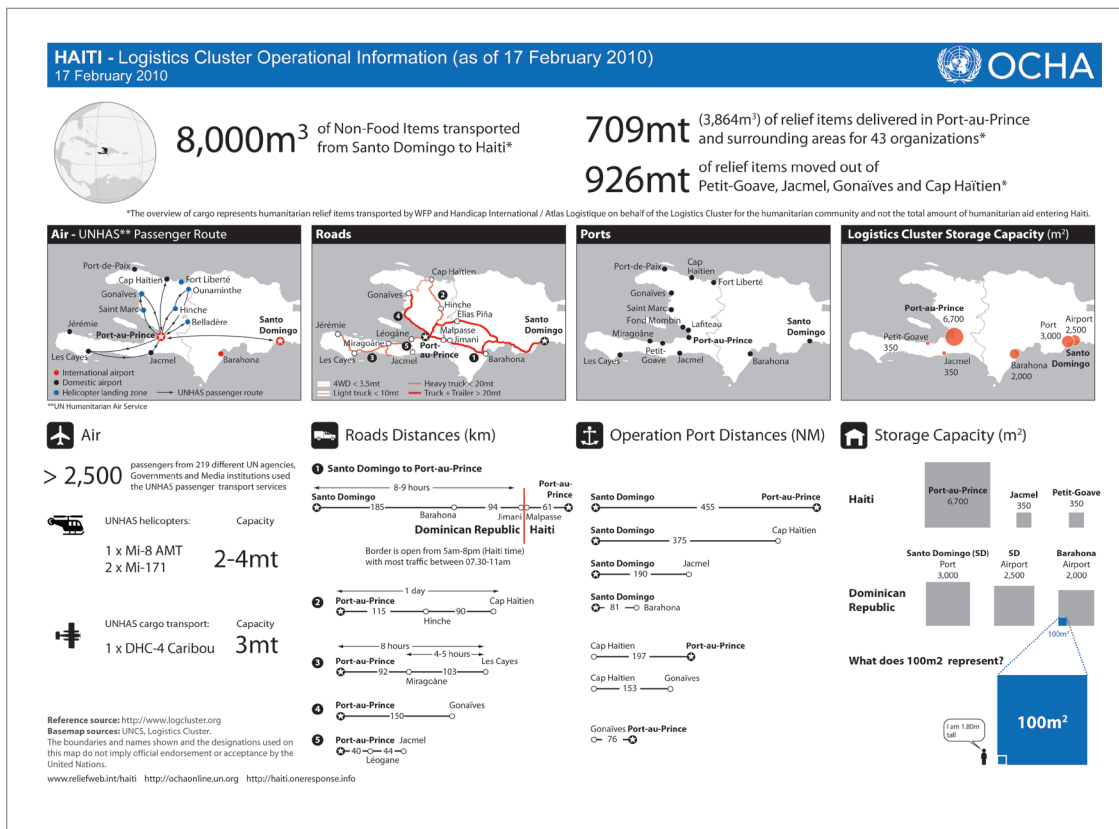 HAITI - Logistics Cluster Operational Information (as of 17 February 2010)
17 February 2010
OCHA
8,000m³ of Non-Food Items transported
from Santo Domingo to Haiti*
709mt (3,864m³) of relief items delivered in Port-au-Prince
and surrounding areas for 43 organizations*
926mt of relief items moved out of
Petit-Goave, Jacmel, Gonaïves and Cap Haïtien*
*The overview of cargo represents humanitarian relief items transported by WFP and Handicap International / Atlas Logistique on behalf of the Logistics Cluster for the humanitarian community and not the total amount of humanitarian aid entering Haiti.
Air - UNHAS** Passenger Route
Port-de-Paix
Cap Haïtien
Fort Liberté
Ounaminthe
Gonaïves
Saint Marc
Hinche
Belladère
Jérémie
Port-au-Prince
Santo
Domingo
Les Cayes
Jacmel
Barahona
International airport
Domestic airport
Helicopter landing zone
UNHAS passenger route
**UN Humanitarian Air Service
Roads
Cap Haïtien
Gonaives
2
Hinche
Elias Piña
4
Santo
Domingo
Jérémie
Léogâne
Malpasse
Miragoâne
Jimani
5
Port-
au-
Prince
Les Cayes
3
Jacmel
1
Barahona
4WD < 3.5mt
Heavy truck < 20mt
Light truck < 10mt
Truck + Trailer > 20mt
Ports
Port-de-Paix
Cap
Haïtien
Fort Liberté
Gonaïves
Saint Marc
Fond Mombin
Lafiteau
Miragoâne
Port-au-Prince
Santo
Domingo
Les Cayes
Petit-
Goave
Jacmel
Barahona
Logistics Cluster Storage Capacity (m²)
Port-au-Prince
6,700
Petit-Goave
350
Jacmel
350
Barahona
2,000
Port
3,000
Airport
2,500
Santo
Domingo
Air
> 2,500 passengers from 219 different UN agencies,
Governments and Media institutions used
the UNHAS passenger transport services
UNHAS helicopters:
Capacity
1 x Mi-8 AMT
2 x Mi-171
2-4mt
UNHAS cargo transport:
Capacity
1 x DHC-4 Caribou
3mt
Reference source: http://www.logcluster.org
Basemap sources: UNCS, Logistics Cluster.
The boundaries and names shown and the designations used on
this map do not imply official endorsement or acceptance by the
United Nations.
www.reliefweb.int/haiti http://ochaonline.un.org http://haiti.oneresponse.info
Roads Distances (km)
1 Santo Domingo to Port-au-Prince
8-9 hours
Santo Domingo
Port-au-
Prince
185
94
61
Barahona
Jimani
Malpasse
Dominican Republic
Haiti
Border is open from 5am-8pm (Haiti time)
with most traffic between 07.30-11am
1 day
2
Port-au-Prince
Cap Haïtien
115
90
Hinche
8 hours
4-5 hours
3
Port-au-Prince
Les Cayes
92
103
Miragoâne
4
Port-au-Prince
Gonaïves
150
5
Port-au-Prince
Jacmel
40
44
Léogane
Operation Port Distances (NM)
Santo Domingo
Port-au-Prince
455
Santo Domingo
Cap Haïtien
375
Santo Domingo
Jacmel
190
Santo Domingo
81
Barahona
Cap Haïtien
Port-au-Prince
197
Cap Haïtien
Gonaïves
153
Gonaïves
Port-au-Prince
76
Storage Capacity (m²)
Haiti
Port-au-Prince
6,700
Jacmel
350
Petit-Goave
350
Santo Domingo (SD)
Port
3,000
SD
Airport
2,500
Barahona
Airport
2,000
Dominican
Republic
100m²
What does 100m2 represent?
100m²
I am 1.80m
tall